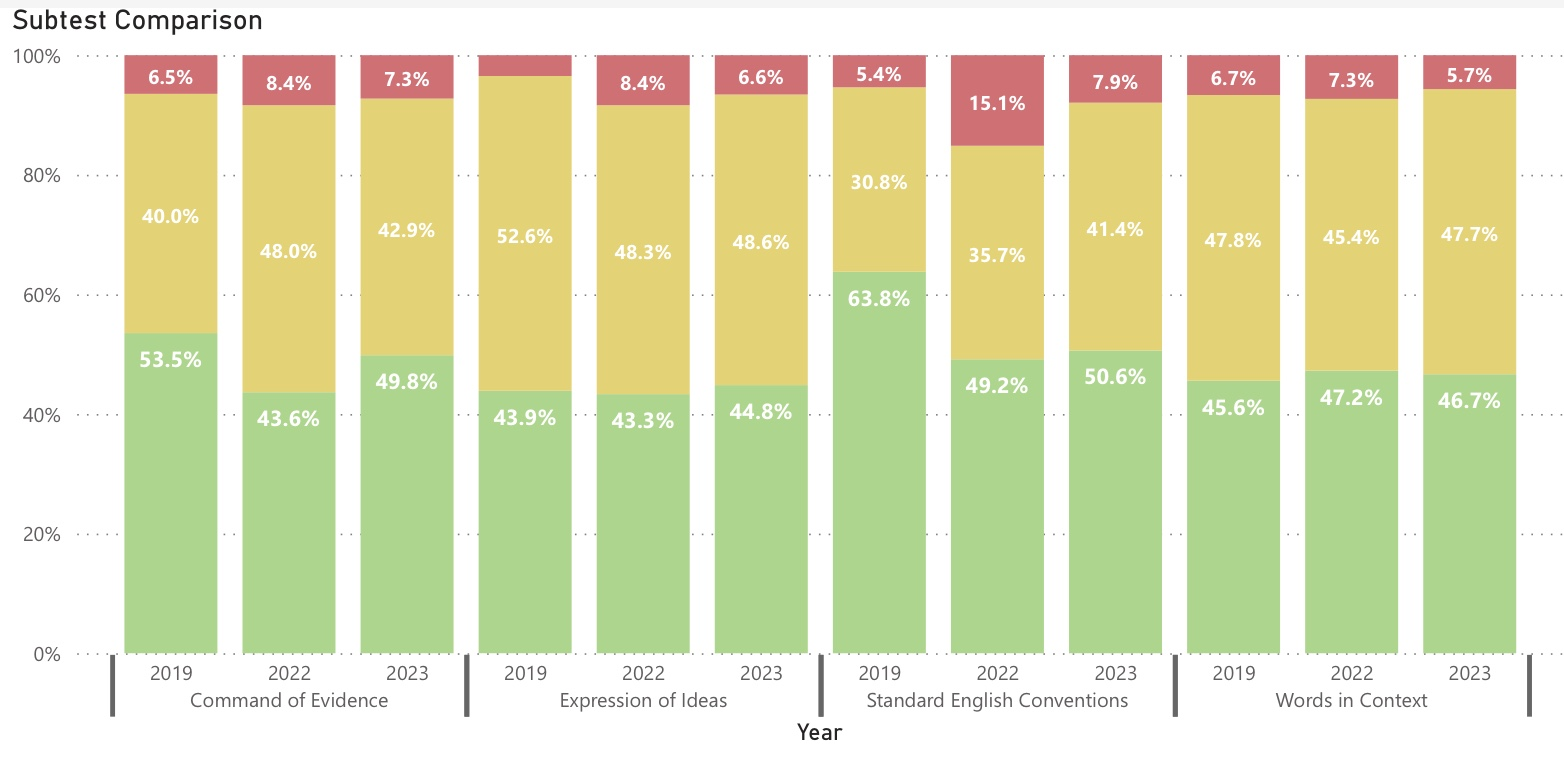 Subtest Comparison
100%
80%
60%
40%
20%
0%
6.5% 8.4% 7.3% 8.4% 6.6% 5.4% 15.1% 7.9% 6.7% 7.3% 5.7%
40.0% 48.0% 42.9% 52.6% 48.3% 48.6% 30.8% 35.7% 41.4% 47.8% 45.4% 47.7%
53.5% 43.6% 49.8% 43.9% 43.3% 44.8% 63.8% 49.2% 50.6% 45.6% 47.2% 46.7%
2019 2022 2023 2019 2022 2023 2019 2022 2023 2019 2022 2023
Command of Evidence Expression of Ideas Standard English Conventions Words in Context
Year